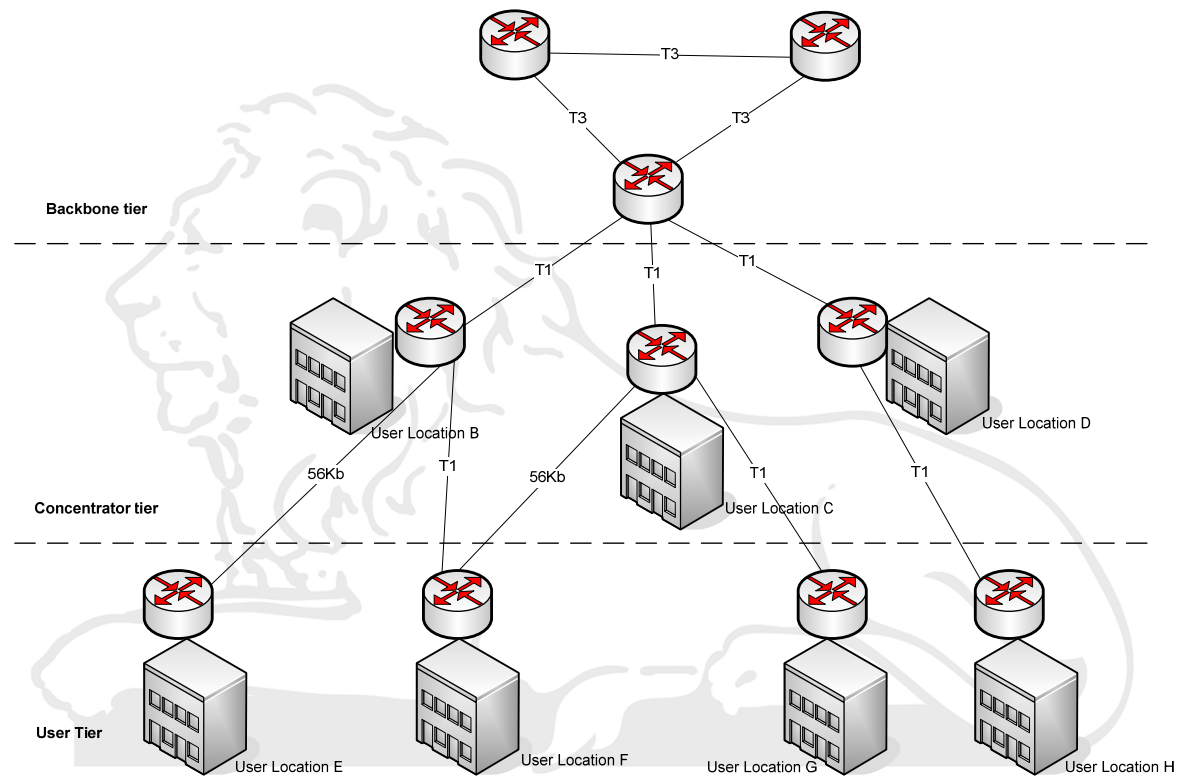 T3
T3
T3
Backbone tier
T1
T1
T1
User Location B
User Location D
56Kb
T1
56Kb
T1
T1
Concentrator tier
User Location C
User Tier
User Location E
User Location F
User Location G
User Location H